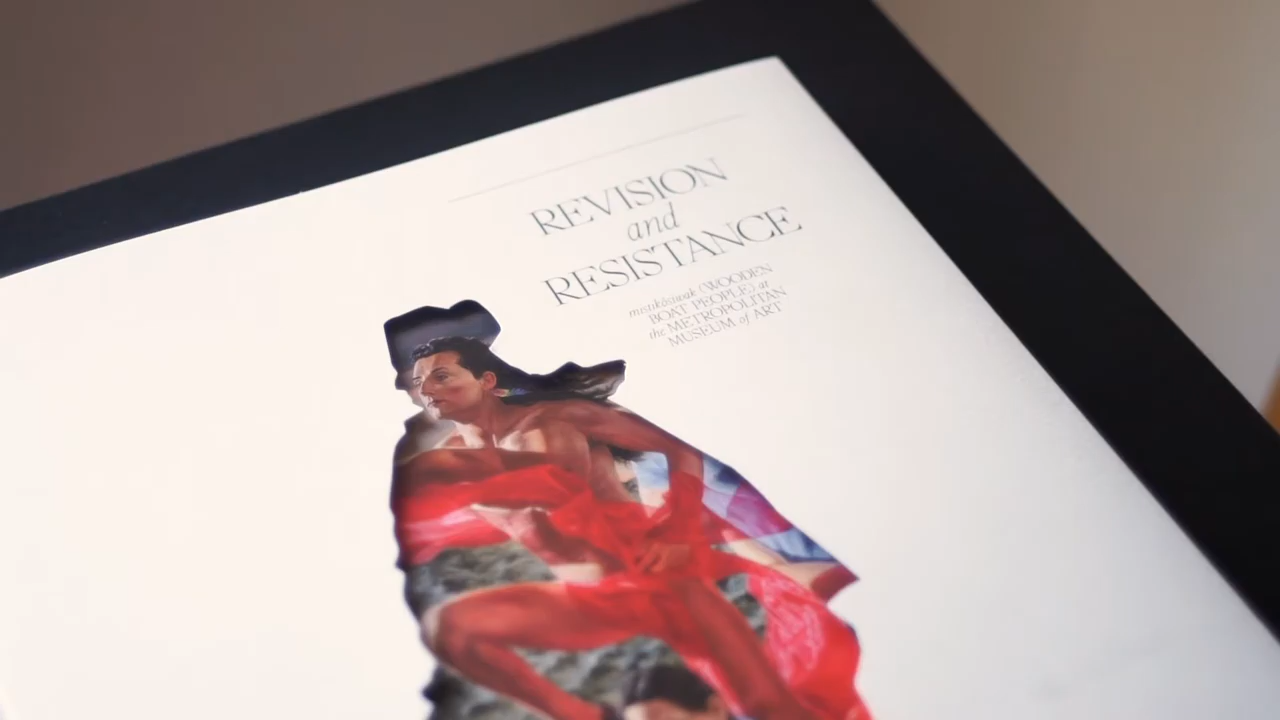 REVISION
and
RESISTANCE
mistikôsiwak (WOODEN
BOAT PEOPLE) at
the METROPOLITAN
MUSEUM of ART